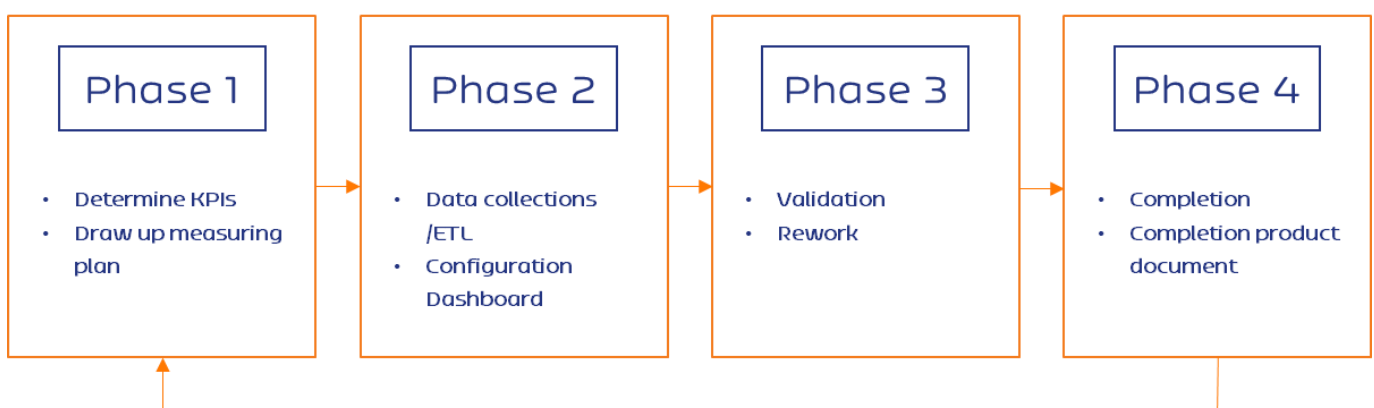 Phase 1
• Determine KPIs
• Draw up measuring
plan
Phase 2
• Data collections
/ETL
• Configuration
Dashboard
Phase 3
• Validation
• Rework
Phase 4
• Completion
• Completion product
document